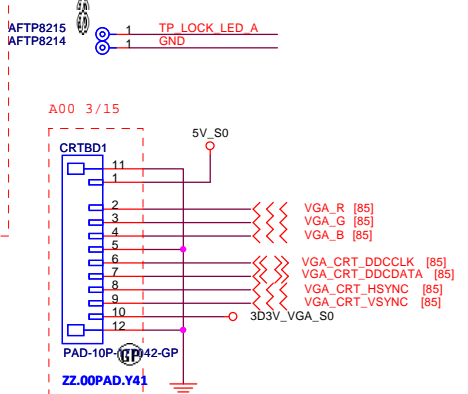 AFTP8215 1 TP_LOCK_LED_A
AFTP8214 1 GND
A00 3/15
5V_S0
CRTBD1
11
1
2 VGA_R [85]
3 VGA_G [85]
4 VGA_B [85]
5
6 VGA_CRT_DDCCLK [85]
7 VGA_CRT_DDCDATA [85]
8 VGA_CRT_HSYNC [85]
9 VGA_CRT_VSYNC [85]
10 3D3V_VGA_S0
12
PAD-10P- 42-GP
GP
ZZ.00PAD.Y41